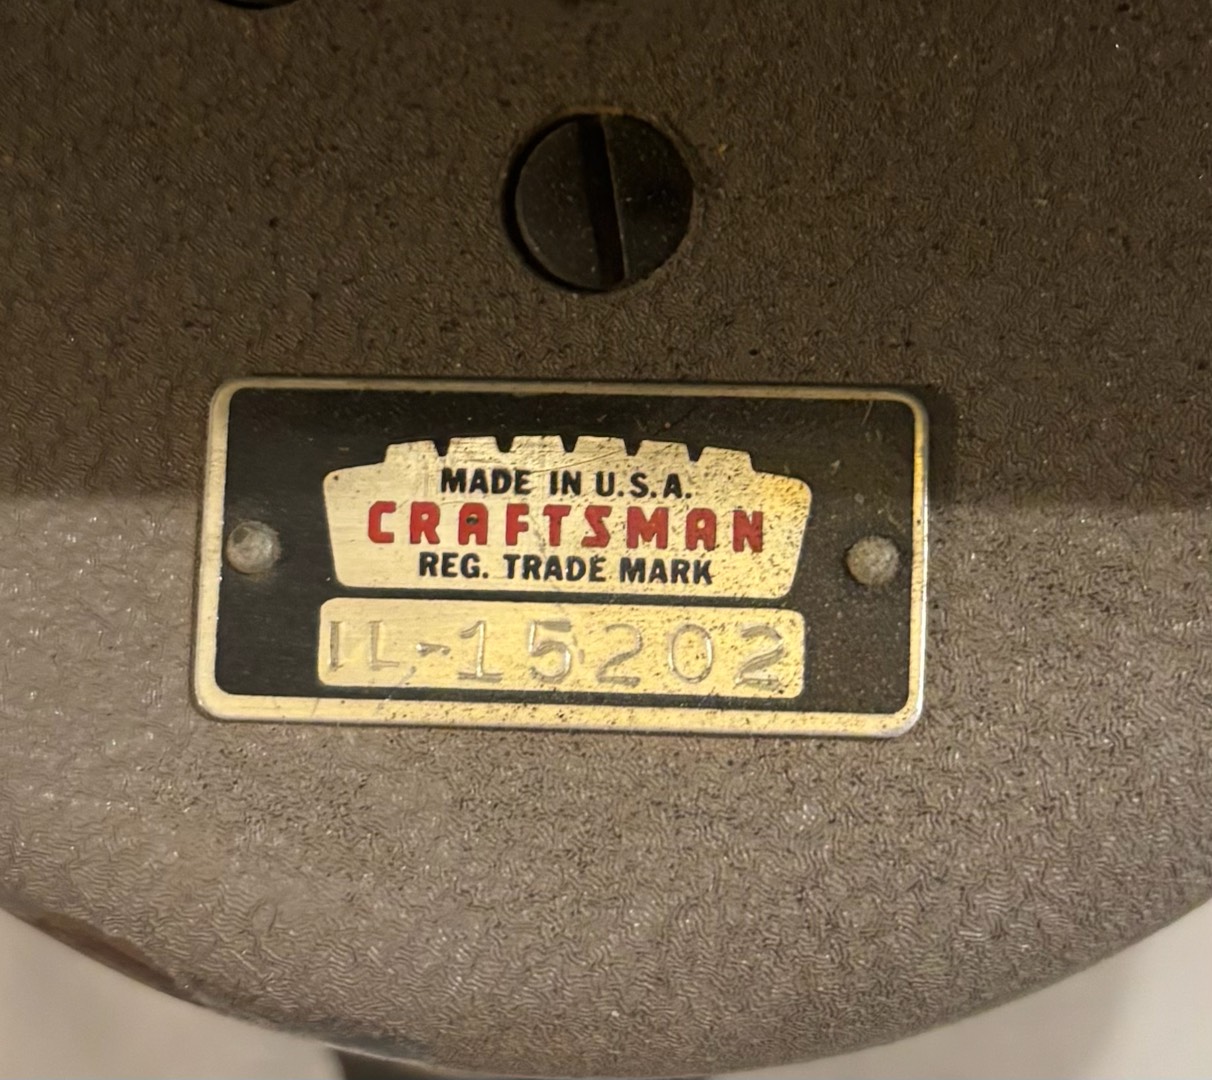 MADE IN U.S.A.
CRAFTSMAN
REG. TRADE MARK
IL-15202